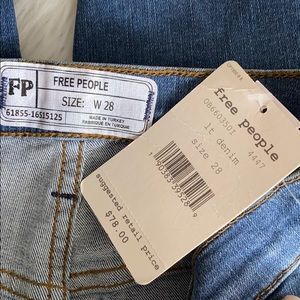 FP
FREE PEOPLE
SIZE: W 28
61855-16515125
MADE IN TURKEY
FABRIQUE EN TURQUIE
free people
OB603501 4447
lt denim
size 28
suggested retail price
$78.00